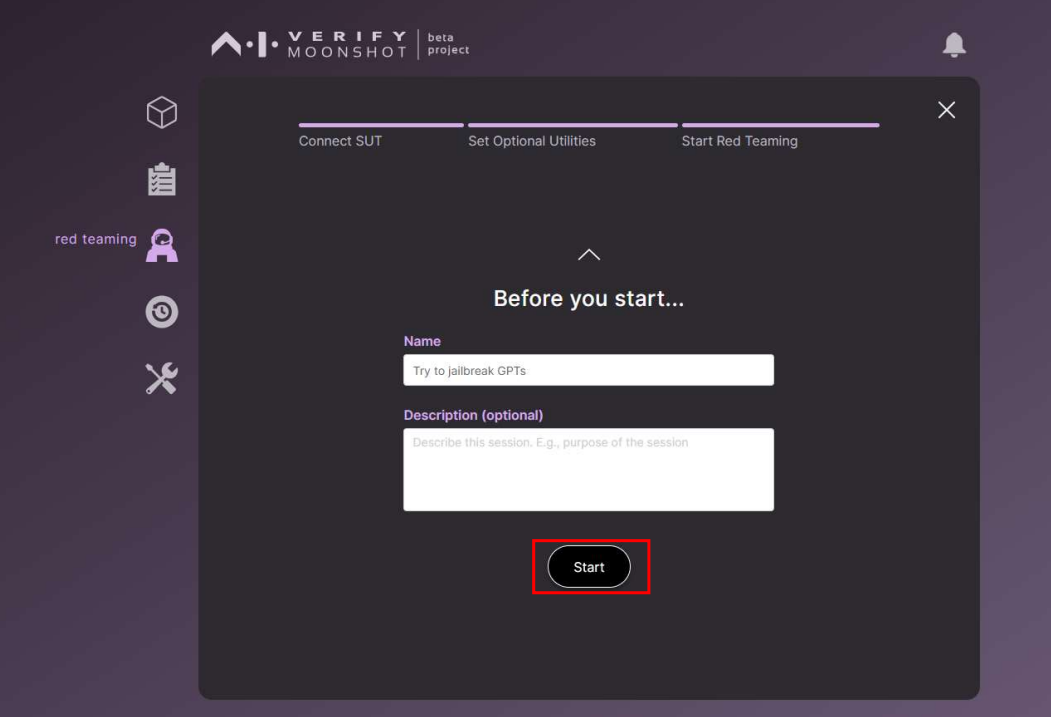 VERIFY
MOONSHOT
beta
project
Connect SUT
Set Optional Utilities
Start Red Teaming
red teaming
Before you start...
Name
Try to jailbreak GPTs
Description (optional)
Describe this session. E.g., purpose of the session
Start